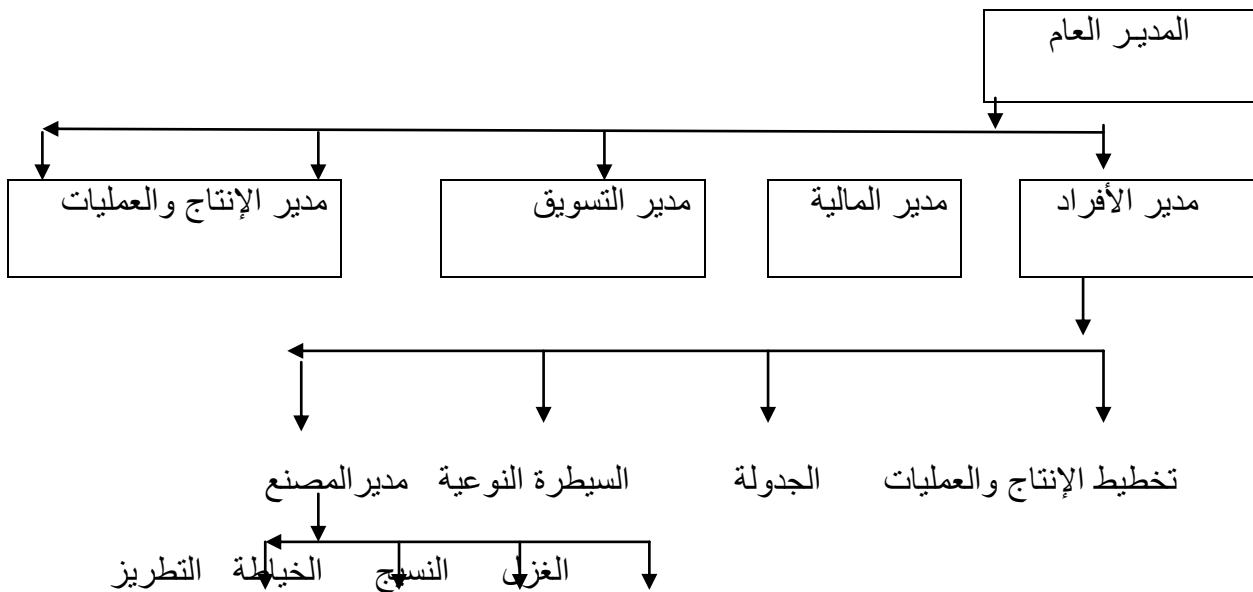 المديـر العام
مدير الأفراد مدير المالية مدير التسويق مدير الإنتاج والعمليات
تخطيط الإنتاج والعمليات الجدولة السيطرة النوعية مديرالمصنع
الغزل النسيج الخياطة التطريز